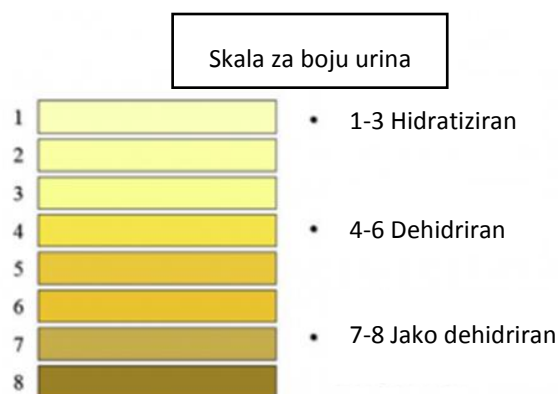 Skala za boju urina
1
• 1-3 Hidratiziran
2
3
4
• 4-6 Dehidriran
5
6
7
• 7-8 Jako dehidriran
8